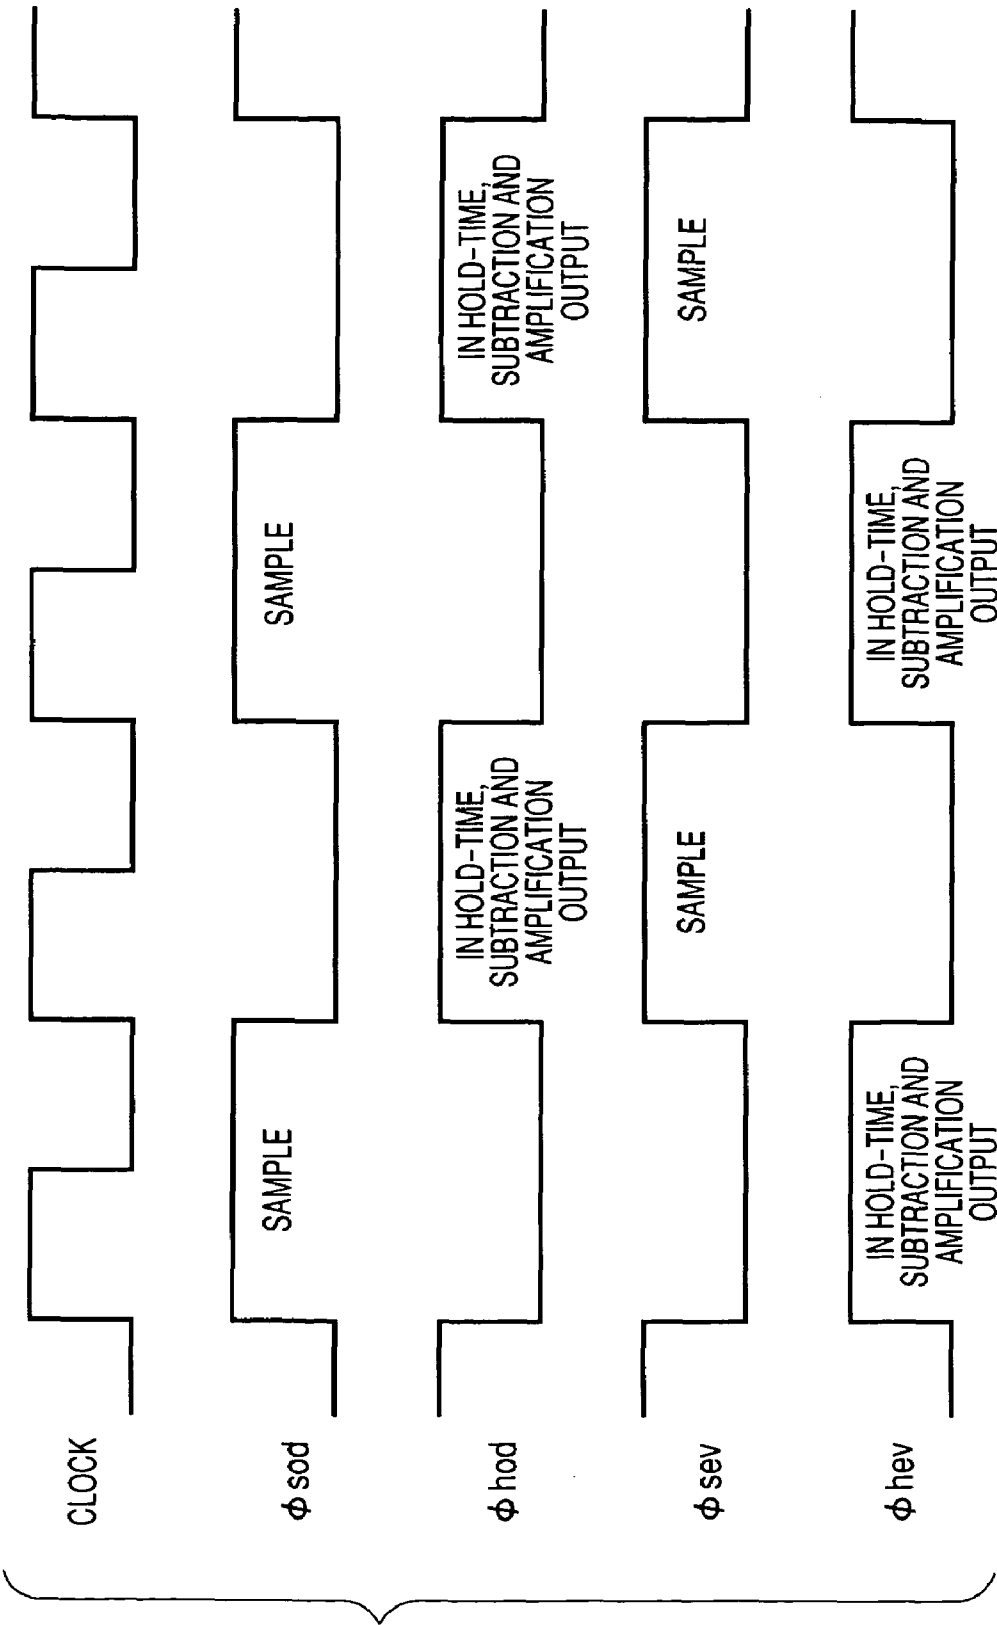 CLOCK
ϕ sod
SAMPLE
SAMPLE
ϕ hod
IN HOLD-TIME,
SUBTRACTION AND
AMPLIFICATION
OUTPUT
IN HOLD-TIME,
SUBTRACTION AND
AMPLIFICATION
OUTPUT
ϕ sev
SAMPLE
SAMPLE
ϕ hev
IN HOLD-TIME,
SUBTRACTION AND
AMPLIFICATION
OUTPUT
IN HOLD-TIME,
SUBTRACTION AND
AMPLIFICATION
OUTPUT